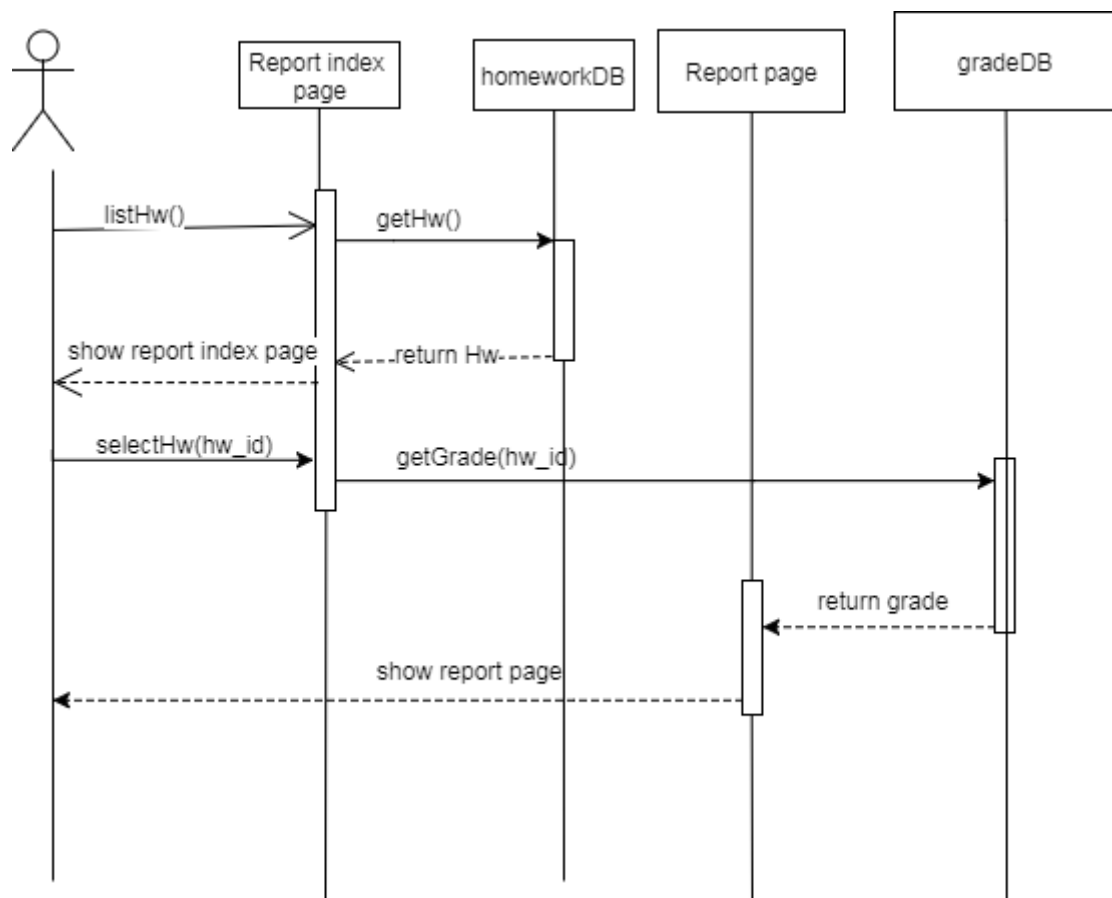 Report index
page
homeworkDB
Report page
gradeDB
listHw()
getHw()
show report index page
return Hw
selectHw(hw_id)
getGrade(hw_id)
return grade
show report page